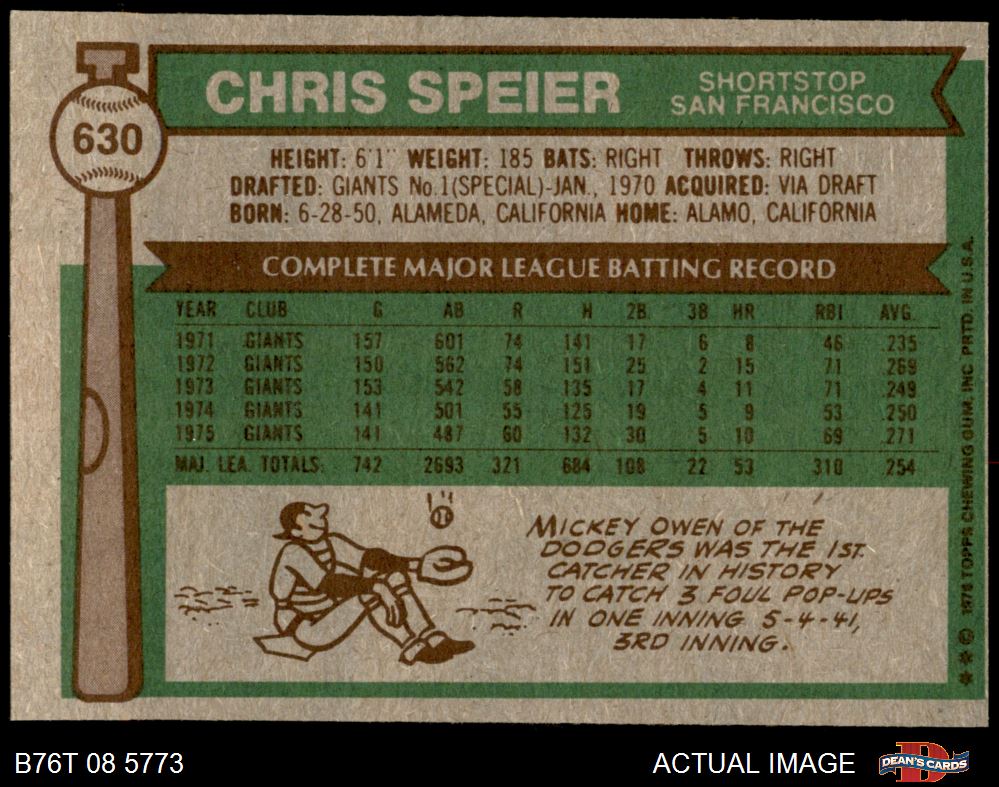 630
CHRIS SPEIER
SHORTSTOP
SAN FRANCISCO
HEIGHT: 6'1" WEIGHT: 185 BATS: RIGHT THROWS: RIGHT
DRAFTED: GIANTS No.1(SPECIAL)-JAN., 1970 ACQUIRED: VIA DRAFT
BORN: 6-28-50, ALAMEDA, CALIFORNIA HOME: ALAMO, CALIFORNIA
COMPLETE MAJOR LEAGUE BATTING RECORD
YEAR CLUB G AB R H 2B 3B HR RBI AVG.
1971 GIANTS 157 601 74 141 17 6 8 46 .235
1972 GIANTS 150 562 74 151 25 2 15 71 .269
1973 GIANTS 153 542 58 135 17 4 11 71 .249
1974 GIANTS 141 501 55 125 19 5 9 53 .250
1975 GIANTS 141 487 60 132 30 5 10 69 .271
MAJ. LEA. TOTALS: 742 2693 321 684 108 22 53 310 .254
MICKEY OWEN OF THE
DODGERS WAS THE 1ST.
CATCHER IN HISTORY
TO CATCH 3 FOUL POP-UPS
IN ONE INNING 5-4-41,
3RD INNING.
** © 1976 TOPPS CHEWING GUM, INC. PRTD. IN U.S.A.
B76T 08 5773
ACTUAL IMAGE
DEAN'S CARDS